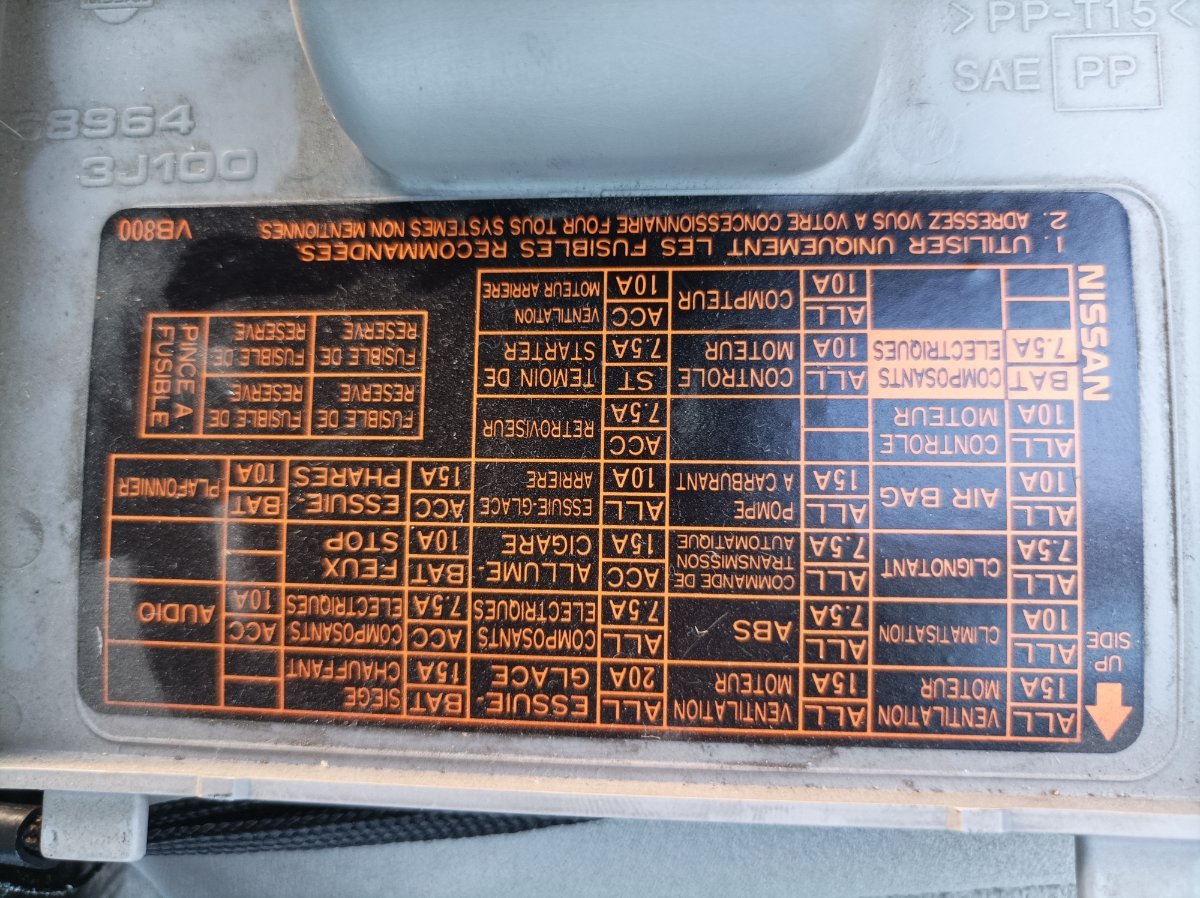 >PP-T15<
SAE PP
68964
3J100
UP
SIDE
NISSAN
ALL VENTILATION
15A MOTEUR
ALL CLIMATISATION
10A
ALL CLIGNOTANT
7.5A
ALL AIR BAG
10A
ALL CONTROLE
10A MOTEUR
BAT COMPOSANTS
7.5A ELECTRIQUES
ALL VENTILATION
15A MOTEUR
ALL ABS
7.5A
ALL COMMANDE DE
TRANSMISSON
7.5A AUTOMATIQUE
ALL POMPE
15A A CARBURANT
ALL CONTROLE
10A MOTEUR
ALL COMPTEUR
10A
ALL ESSUIE-
20A GLACE
ALL COMPOSANTS
7.5A ELECTRIQUES
ACC ALLUME-
15A CIGARE
ALL ESSUIE-GLACE
10A ARRIERE
ACC RETROVISEUR
7.5A
ST TEMOIN DE
7.5A STARTER
ACC VENTILATION
10A MOTEUR ARRIERE
BAT SIEGE
15A CHAUFFANT
ACC COMPOSANTS
7.5A ELECTRIQUES
BAT FEUX
10A STOP
ACC ESSUIE-
15A PHARES
ACC AUDIO
10A
BAT PLAFONNIER
10A
FUSIBLE DE
RESERVE
FUSIBLE DE
RESERVE
FUSIBLE DE
RESERVE
FUSIBLE DE
RESERVE
PINCE A
FUSIBLE
1. UTILISER UNIQUEMENT LES FUSIBLES RECOMMANDEES.
2. ADRESSEZ VOUS A VOTRE CONCESSIONNAIRE FOUR TOUS SYSTEMES NON MENTIONNES.
VB800